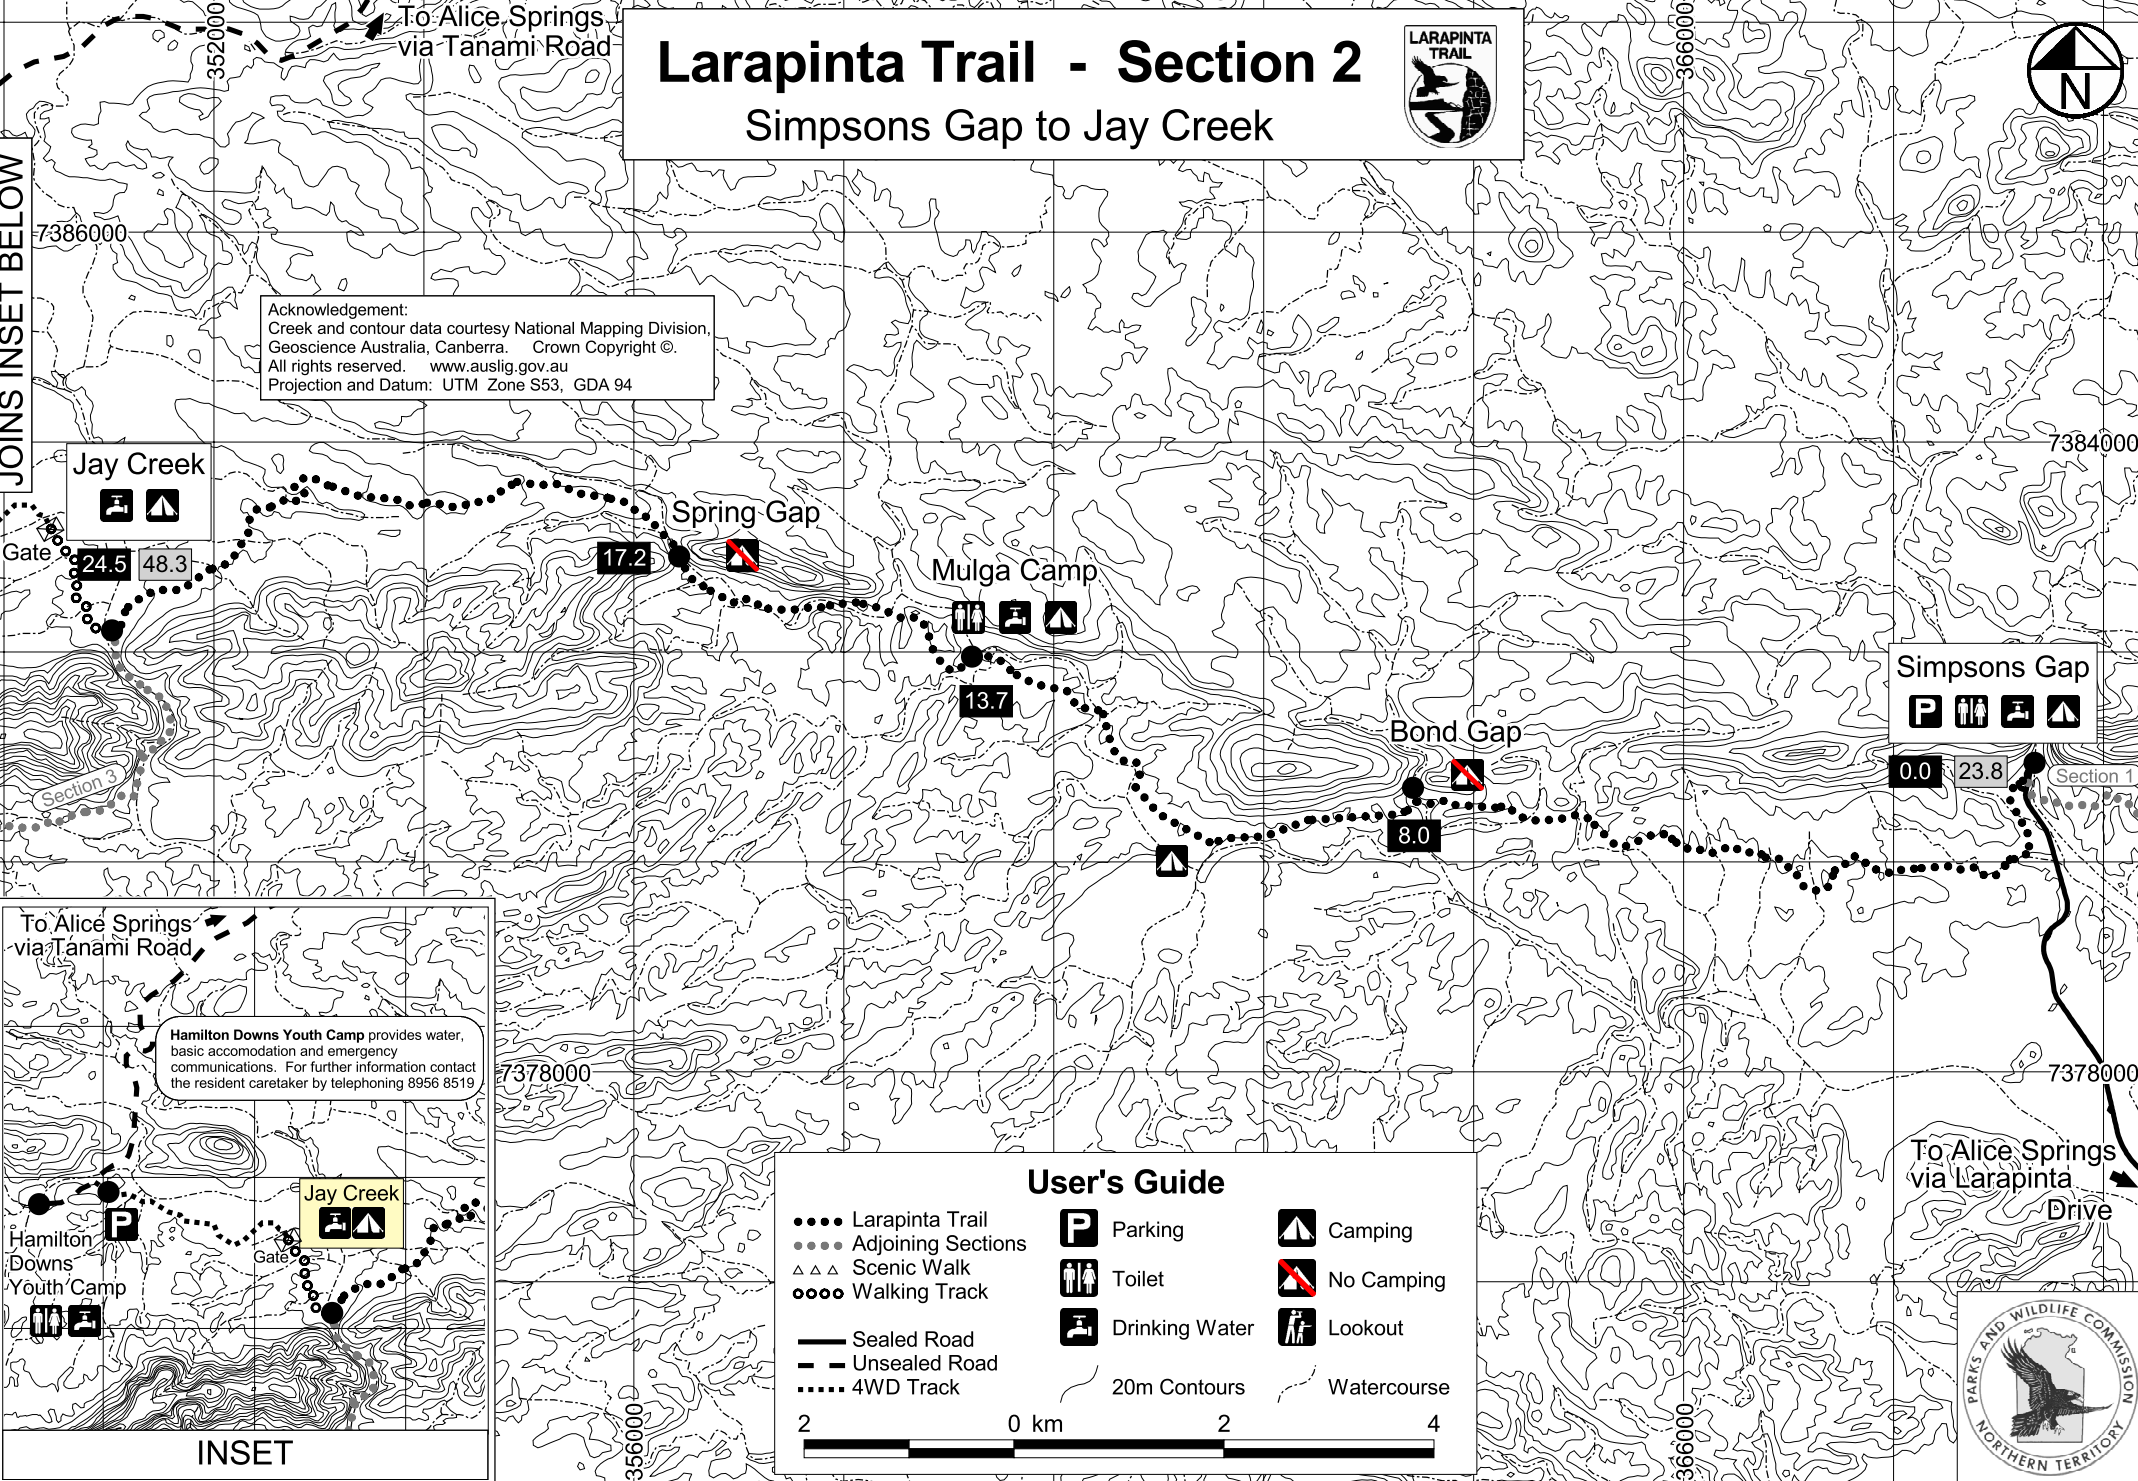 To Alice Springs
via Tanami Road
Larapinta Trail - Section 2
Simpsons Gap to Jay Creek
LARAPINTA
TRAIL
N
352000
366000
JOINS INSET BELOW
7386000
Acknowledgement:
Creek and contour data courtesy National Mapping Division,
Geoscience Australia, Canberra. Crown Copyright ©.
All rights reserved. www.auslig.gov.au
Projection and Datum: UTM Zone S53, GDA 94
7384000
Jay Creek
Gate
24.5
48.3
Spring Gap
17.2
Mulga Camp
13.7
Bond Gap
8.0
Simpsons Gap
P
0.0
23.8
Section 1
Section 3
To Alice Springs
via Tanami Road
Hamilton Downs Youth Camp provides water,
basic accomodation and emergency
communications. For further information contact
the resident caretaker by telephoning 8956 8519
7378000
7378000
P
Hamilton
Downs
Youth Camp
Gate
Jay Creek
INSET
To Alice Springs
via Larapinta
Drive
User's Guide
Larapinta Trail
Adjoining Sections
Scenic Walk
Walking Track
Sealed Road
Unsealed Road
4WD Track
P
Parking
Toilet
Drinking Water
20m Contours
Camping
No Camping
Lookout
Watercourse
2 0 km 2 4
356000
366000
PARKS AND WILDLIFE COMMISSION
NORTHERN TERRITORY